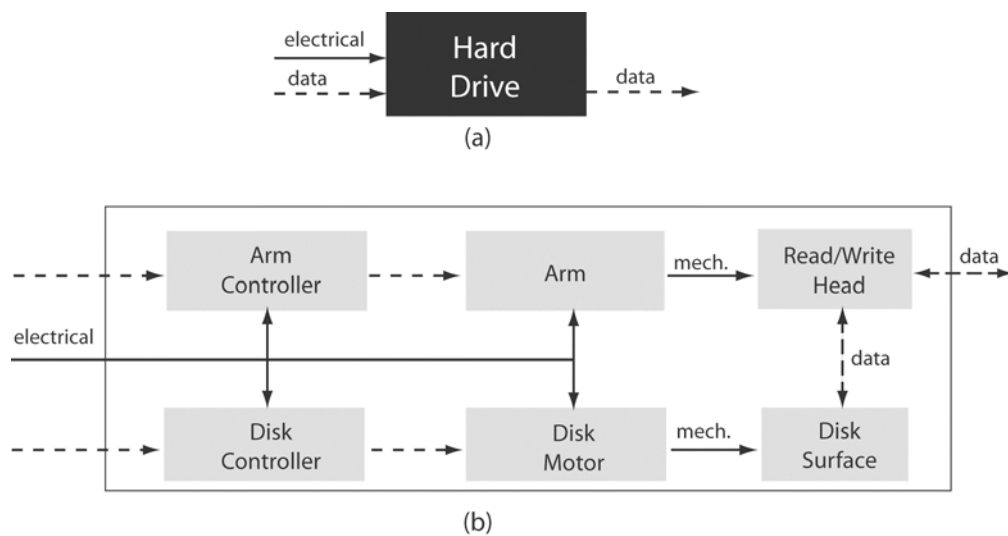 electrical
data
Hard
Drive
data
(a)
Arm
Controller
Arm
mech.
Read/Write
Head
data
electrical
data
Disk
Controller
Disk
Motor
mech.
Disk
Surface
(b)